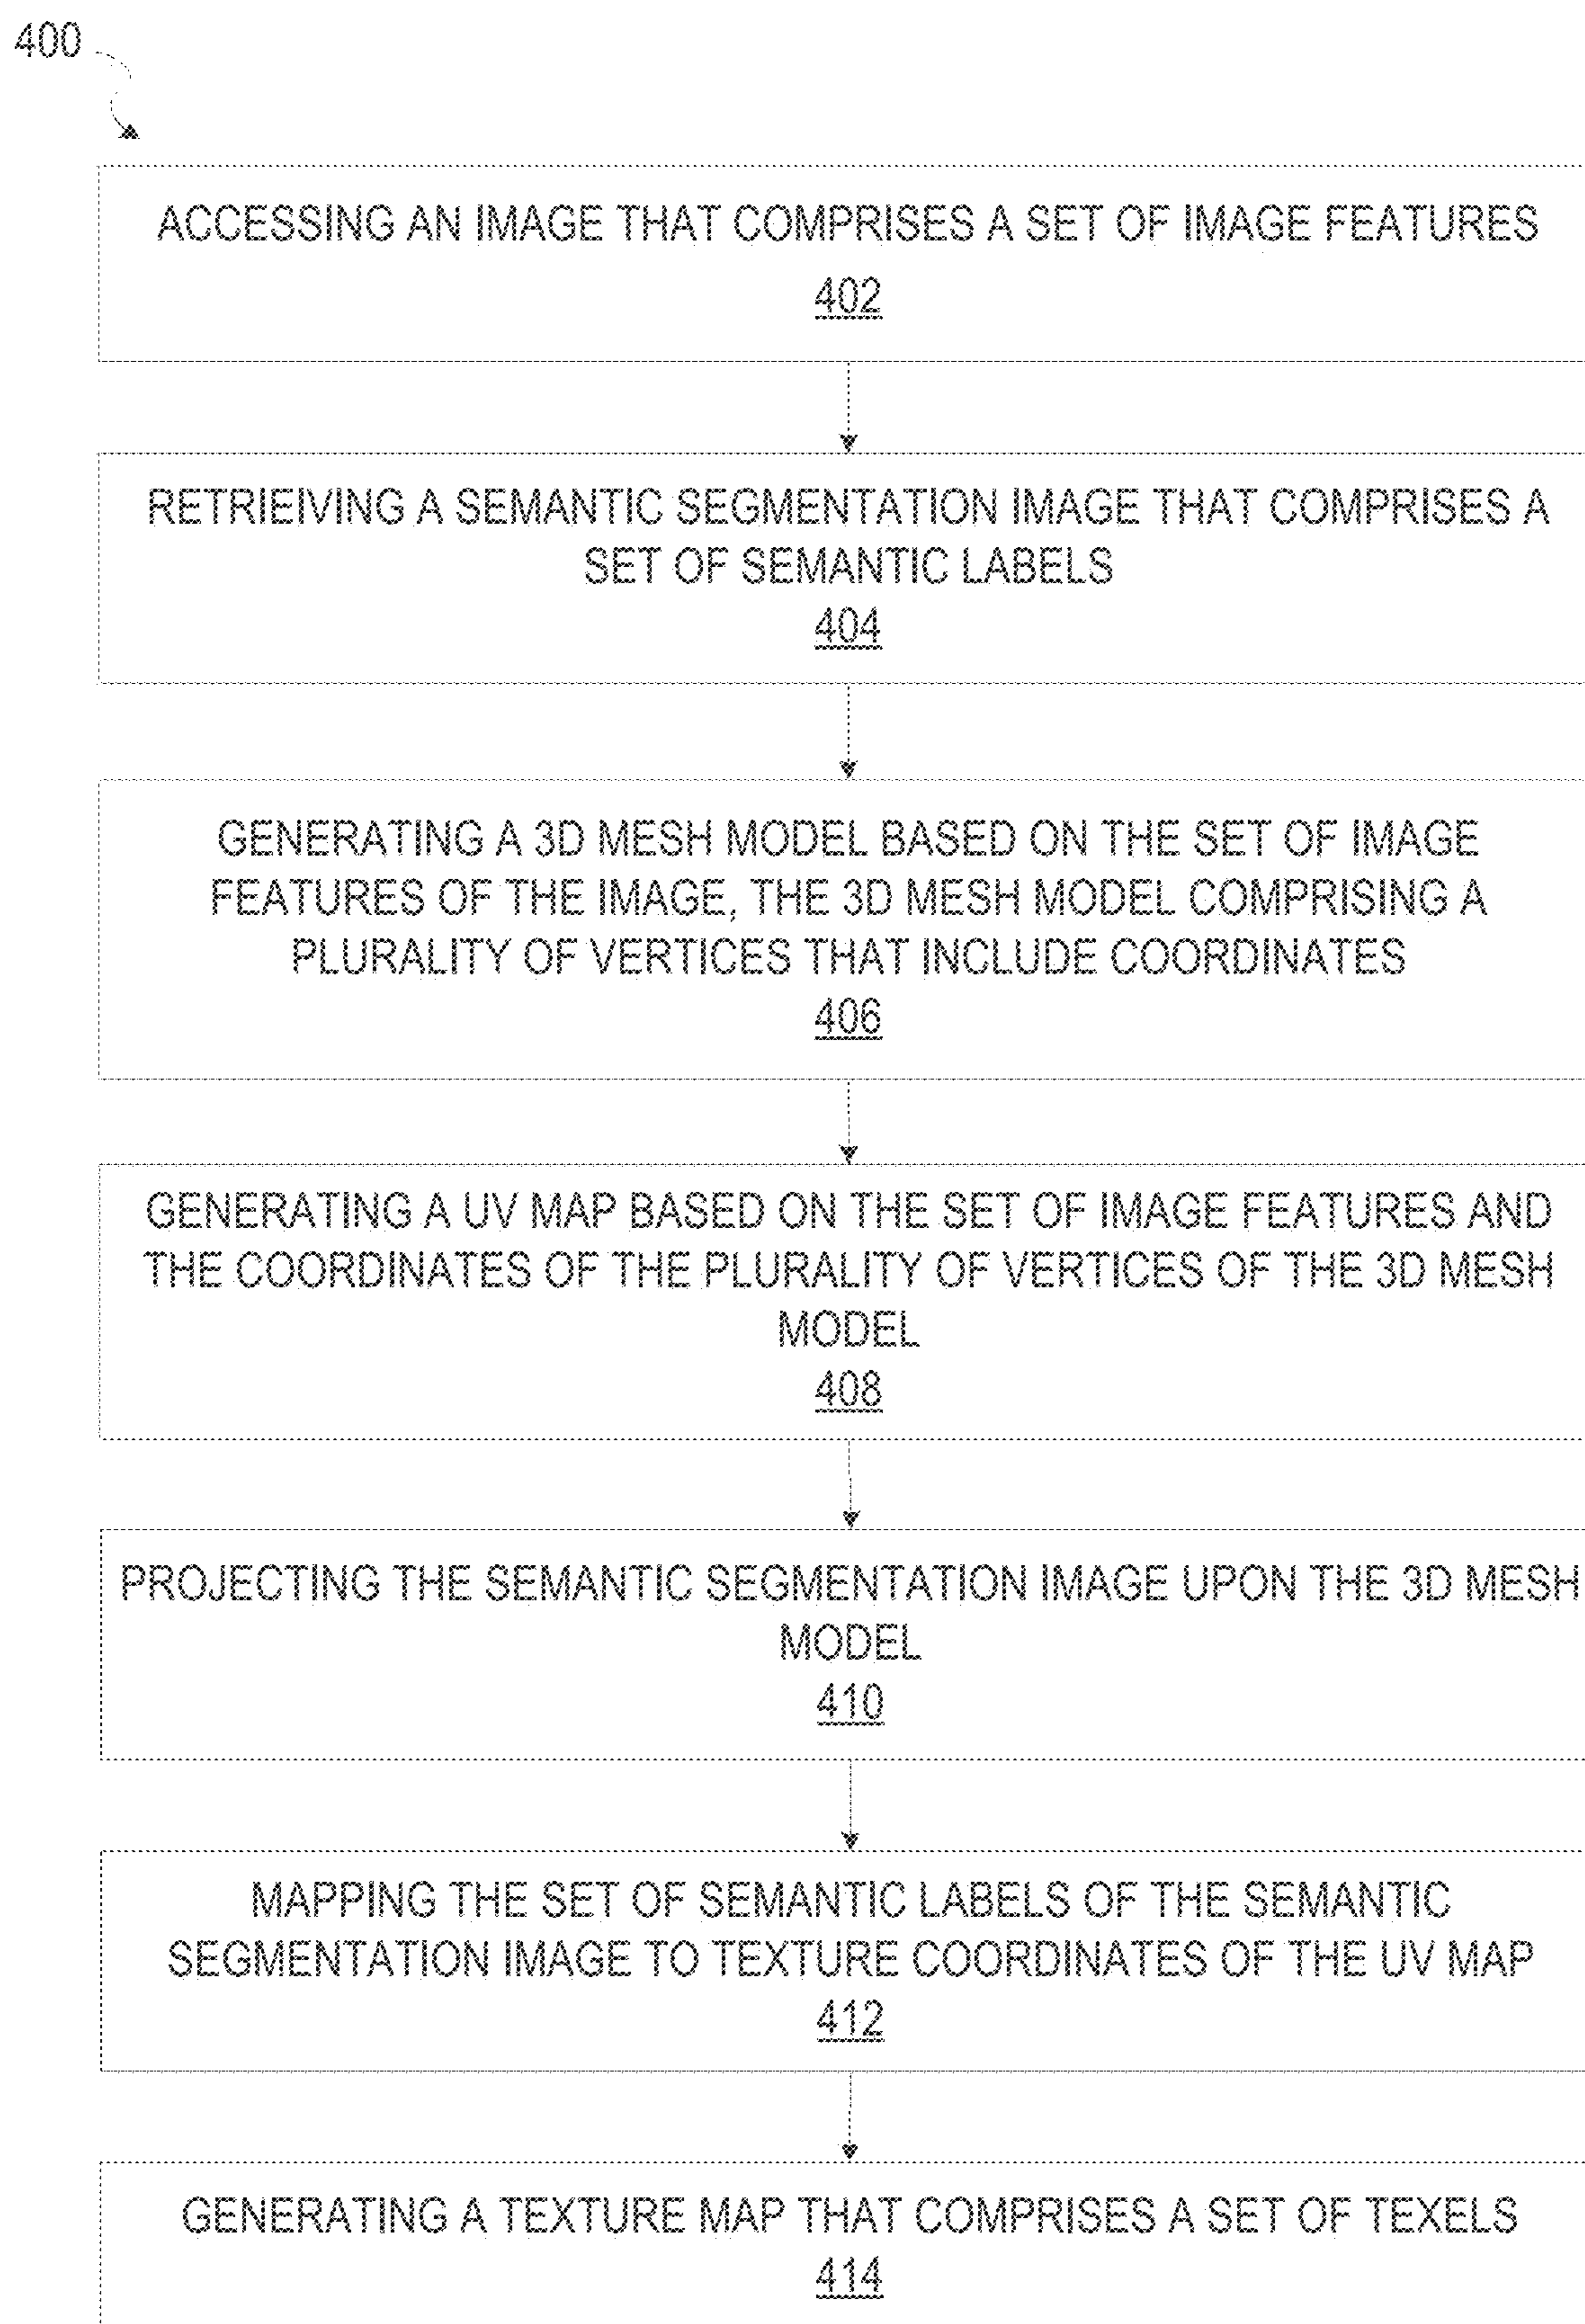 400
ACCESSING AN IMAGE THAT COMPRISES A SET OF IMAGE FEATURES
402
RETRIEIVING A SEMANTIC SEGMENTATION IMAGE THAT COMPRISES A
SET OF SEMANTIC LABELS
404
GENERATING A 3D MESH MODEL BASED ON THE SET OF IMAGE
FEATURES OF THE IMAGE, THE 3D MESH MODEL COMPRISING A
PLURALITY OF VERTICES THAT INCLUDE COORDINATES
406
GENERATING A UV MAP BASED ON THE SET OF IMAGE FEATURES AND
THE COORDINATES OF THE PLURALITY OF VERTICES OF THE 3D MESH
MODEL
408
PROJECTING THE SEMANTIC SEGMENTATION IMAGE UPON THE 3D MESH
MODEL
410
MAPPING THE SET OF SEMANTIC LABELS OF THE SEMANTIC
SEGMENTATION IMAGE TO TEXTURE COORDINATES OF THE UV MAP
412
GENERATING A TEXTURE MAP THAT COMPRISES A SET OF TEXELS
414